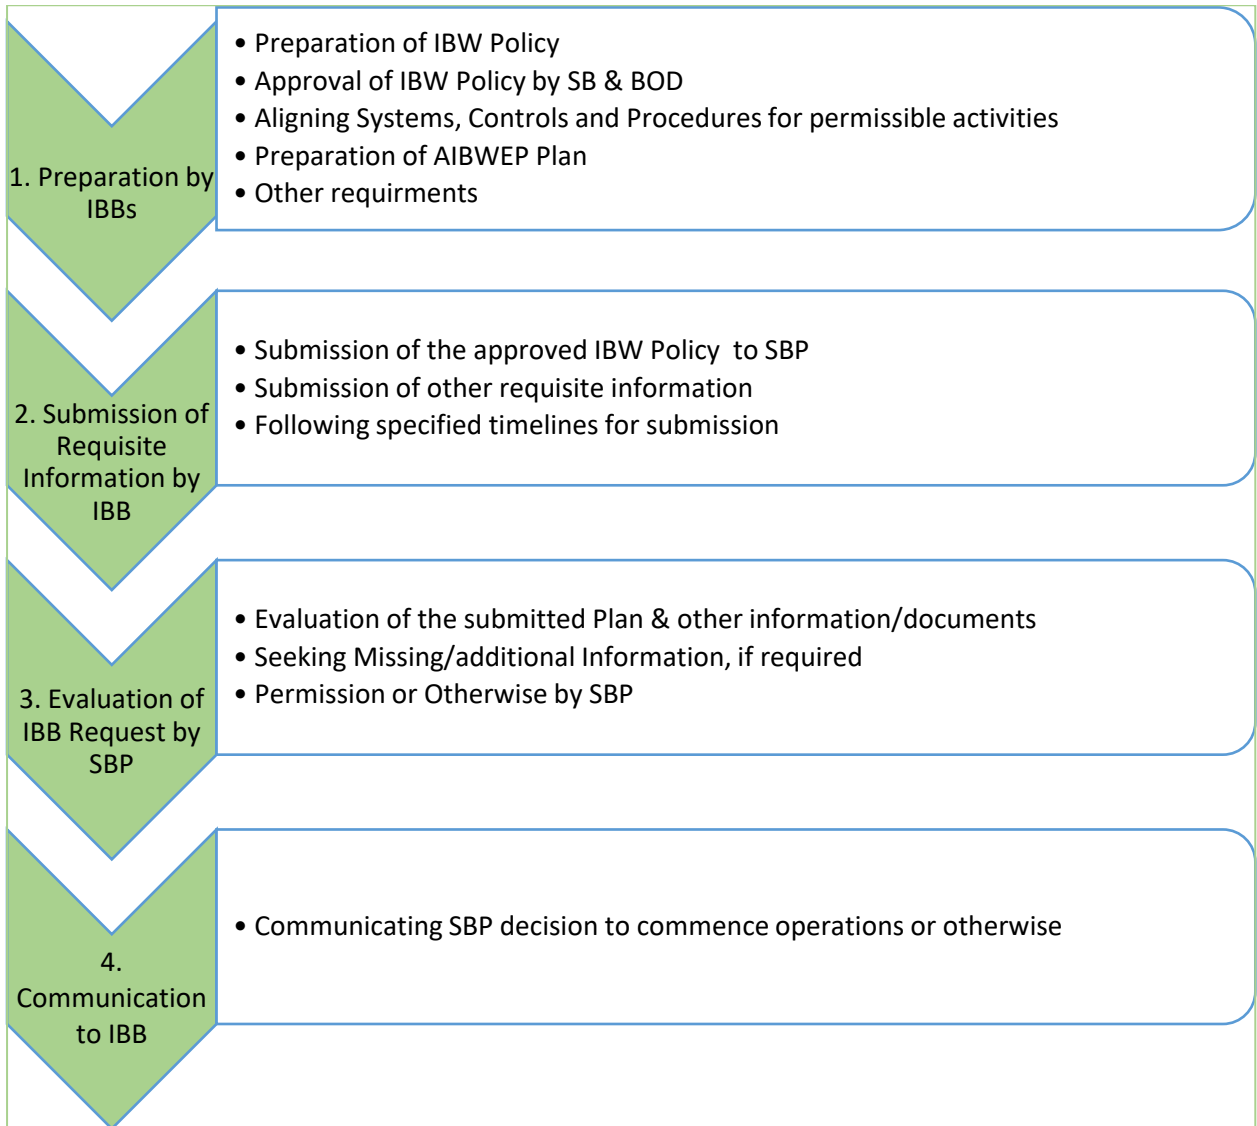 • Preparation of IBW Policy
• Approval of IBW Policy by SB & BOD
• Aligning Systems, Controls and Procedures for permissible activities
• Preparation of AIBWEP Plan
• Other requirments
1. Preparation by
IBBs
• Submission of the approved IBW Policy to SBP
• Submission of other requisite information
• Following specified timelines for submission
2. Submission of
Requisite
Information by
IBB
• Evaluation of the submitted Plan & other information/documents
• Seeking Missing/additional Information, if required
• Permission or Otherwise by SBP
3. Evaluation of
IBB Request by
SBP
• Communicating SBP decision to commence operations or otherwise
4.
Communication
to IBB